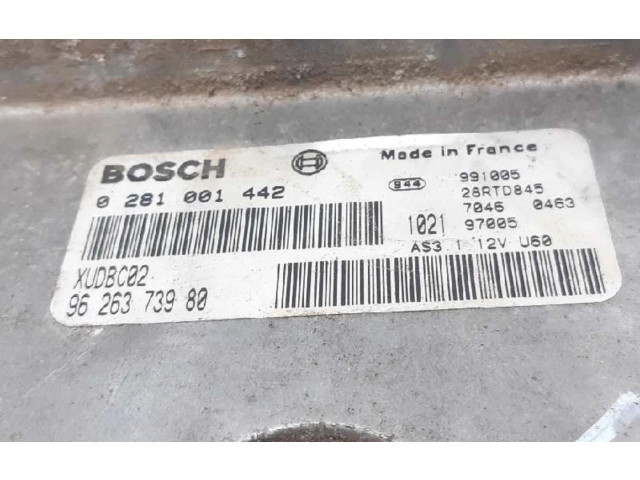 BOSCH
Made in France
0 281 001 442
944
991005
28RTD845
7046 0463
1021 97005
AS3 1 12V U60
XUDBC02
96 263 739 80